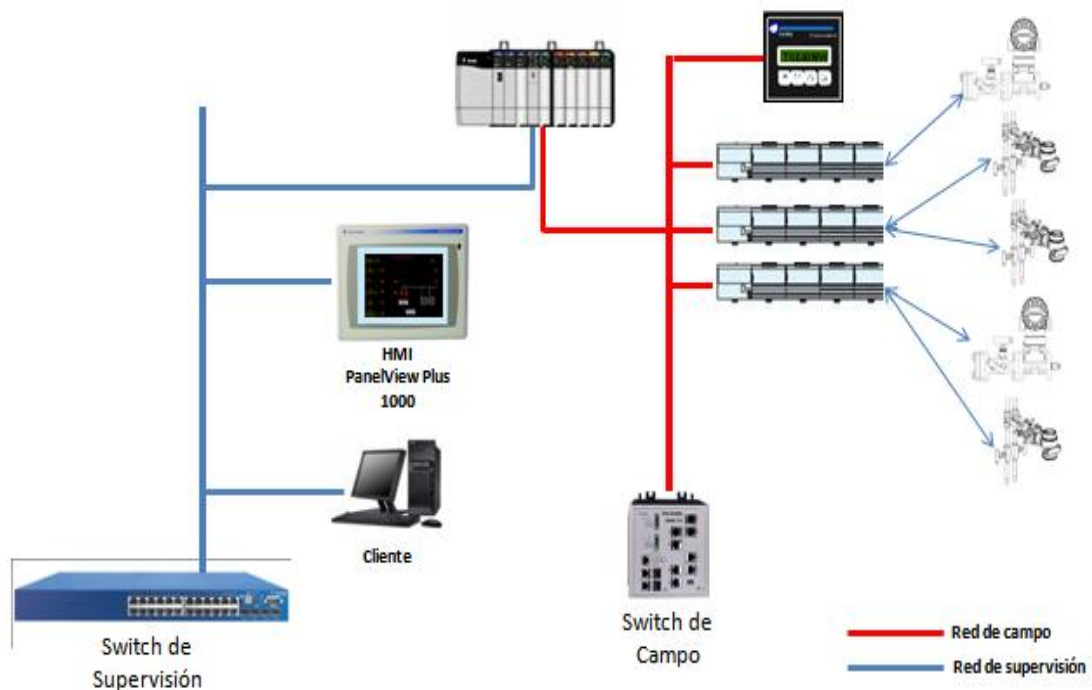 HMI
PanelView Plus
1000
Cliente
Switch de
Supervisión
Switch de
Campo
Red de campo
Red de supervisión